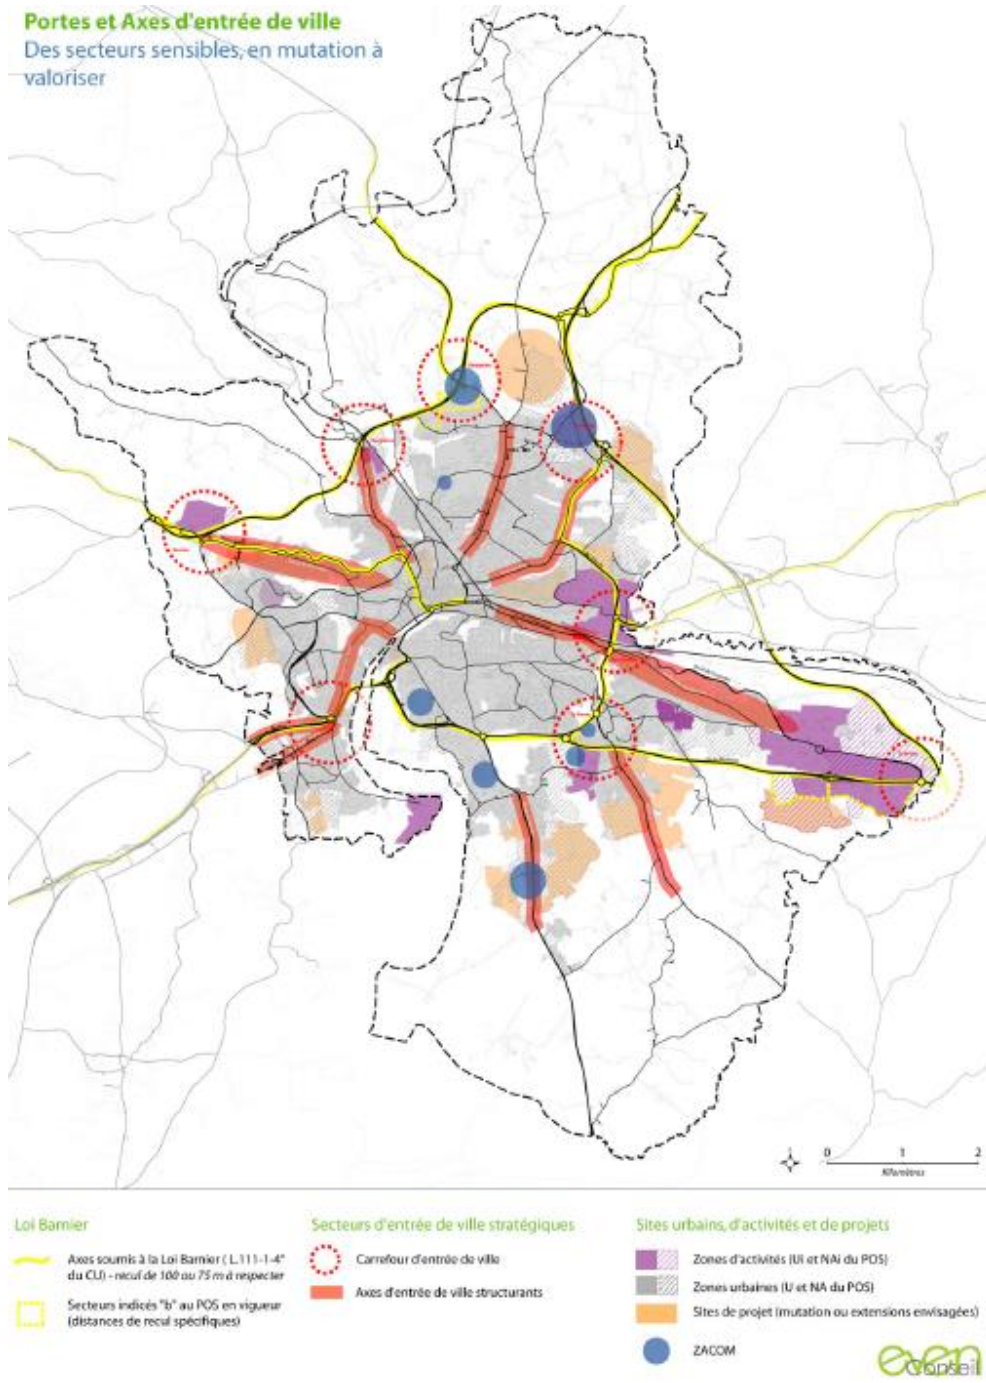 Portes et Axes d'entrée de ville
Des secteurs sensibles, en mutation à
valoriser
0 1 2
Kilomètres
Loi Barnier
Axes soumis à la Loi Barnier ( L.111-1-4°
du CU) - recul de 100 ou 75 m à respecter
Secteurs indicés "b" au POS en vigueur
(distances de recul spécifiques)
Secteurs d'entrée de ville stratégiques
Carrefour d'entrée de ville
Axes d'entrée de ville structurants
Sites urbains, d'activités et de projets
Zones d'activités (UI et NAi du POS)
Zones urbaines (U et NA du POS)
Sites de projet (mutation ou extensions envisagées)
ZACOM
even
Conseil